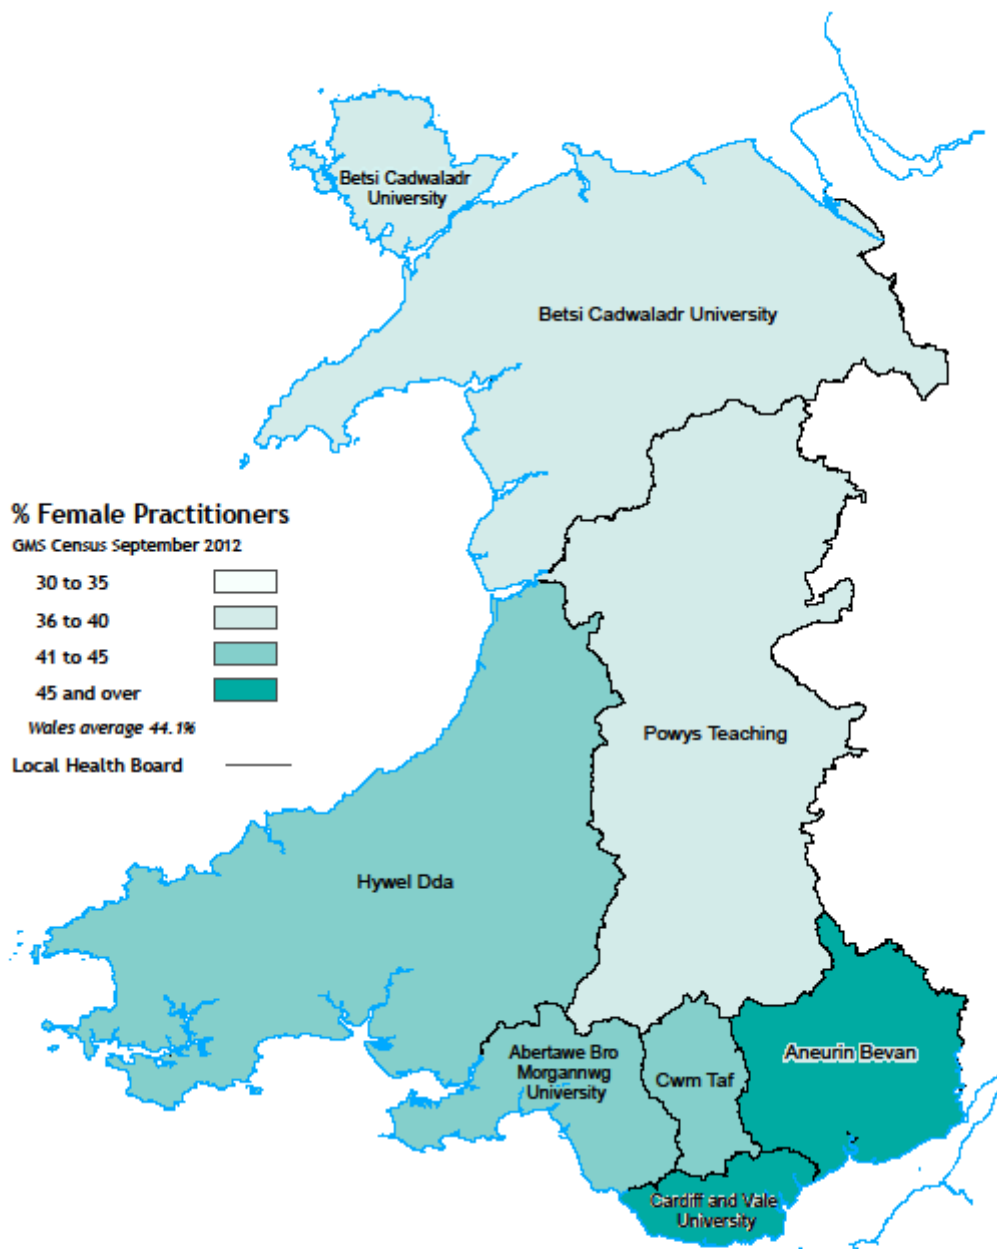 Betsi Cadwaladr
University
Betsi Cadwaladr University
% Female Practitioners
GMS Census September 2012
30 to 35
36 to 40
41 to 45
45 and over
Wales average 44.1%
Local Health Board
Powys Teaching
Hywel Dda
Abertawe Bro
Morgannwg
University
Cwm Taf
Aneurin Bevan
Cardiff and Vale
University